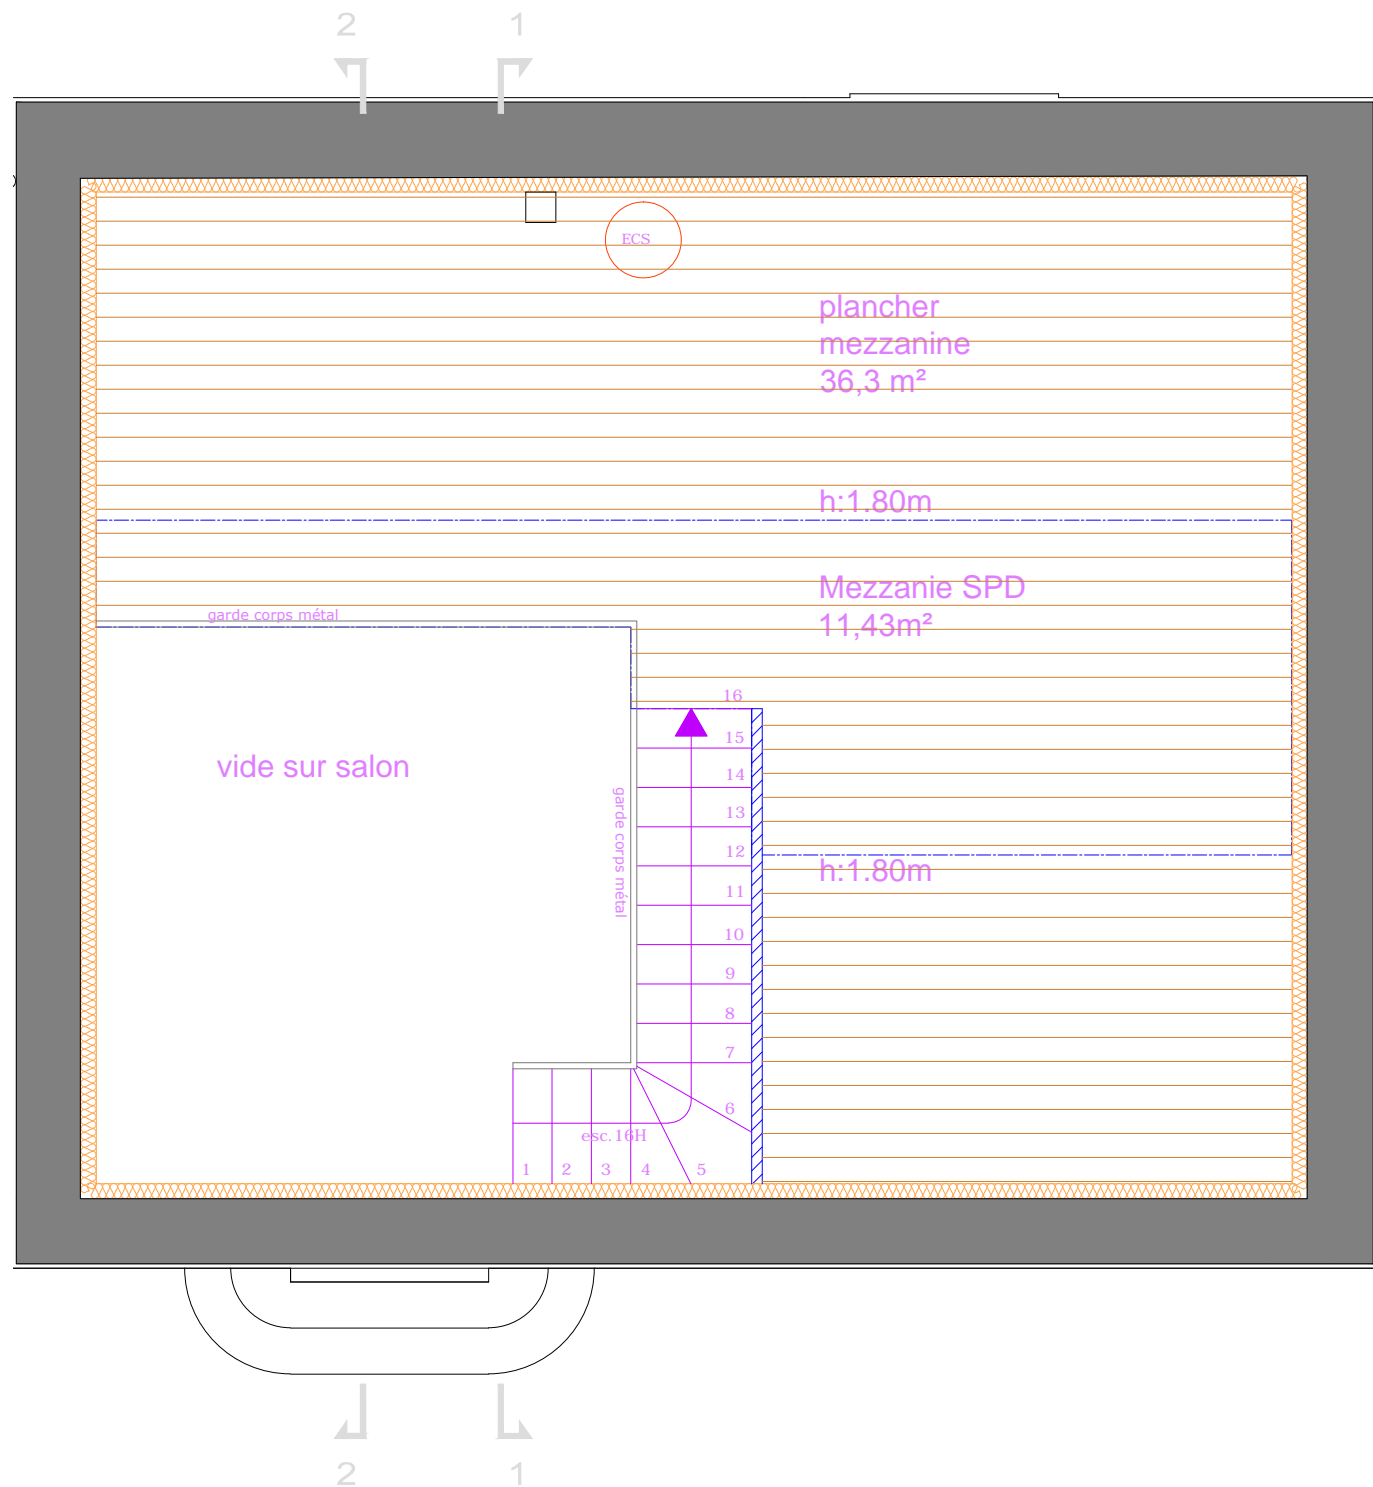 2 1
ECS
plancher
mezzanine
36,3 m²
h:1.80m
Mezzanie SPD
11,43m²
garde corps métal
16
15
vide sur salon
14
garde corps métal
13
12
h:1.80m
11
10
9
8
7
6
esc.16H
1 2 3 4 5
2 1